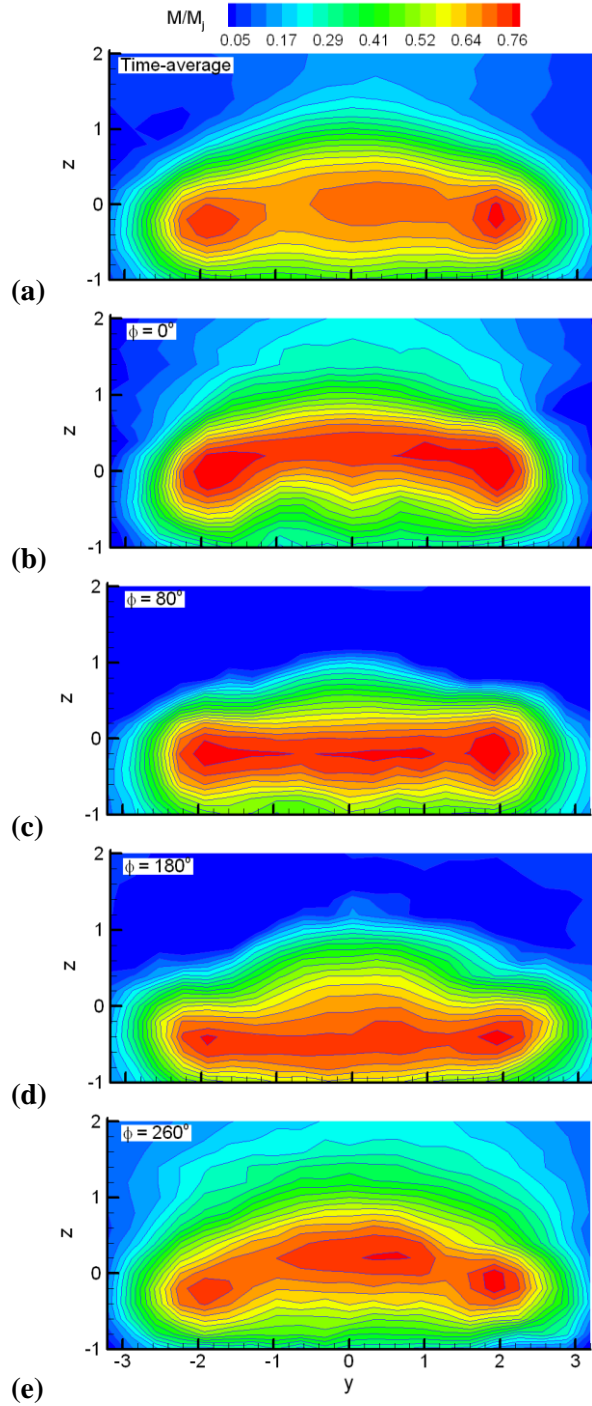 M/M_J
0.05 0.17 0.29 0.41 0.52 0.64 0.76
Time-average
2
1
z
0
-1
(a)
ϕ = 0°
2
1
z
0
-1
(b)
ϕ = 80°
2
1
z
0
-1
(c)
ϕ = 180°
2
1
z
0
-1
(d)
ϕ = 260°
2
1
z
0
-1
-3 -2 -1 0 1 2 3
y
(e)